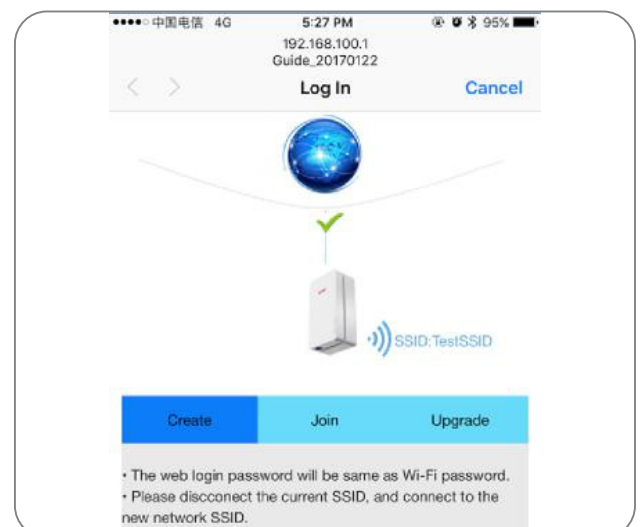 中国电信 4G 5:27 PM 95%
192.168.100.1
Guide_20170122
Log In Cancel
SSID:TestSSID
Create Join Upgrade
• The web login password will be same as Wi-Fi password.
• Please discconect the current SSID, and connect to the
new network SSID.